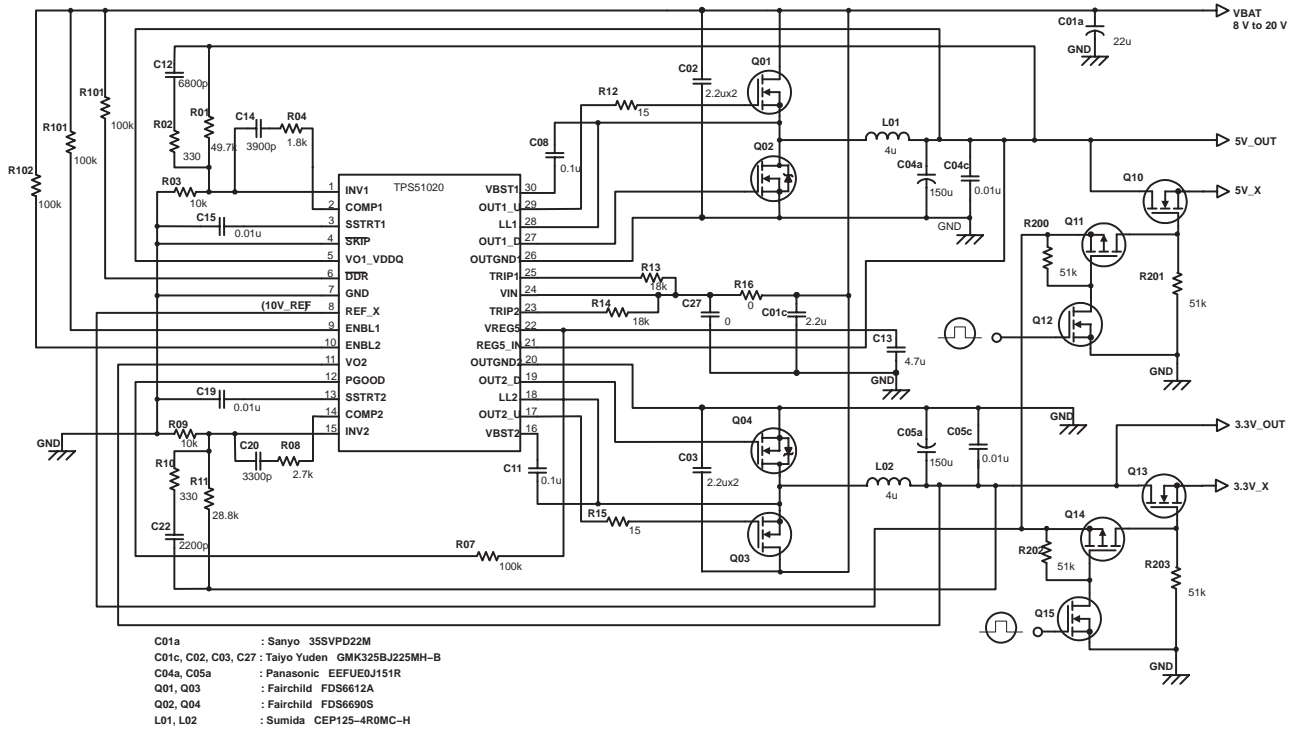 VBAT
8 V to 20 V
C01a
22u
GND
C12
6800p
R101
100k
R101
100k
R102
100k
R02
330
R01
49.7k
C14
3900p
R04
1.8k
R03
10k
C15
0.01u
C02
2.2ux2
Q01
R12
15
C08
0.1u
Q02
L01
4u
C04a
150u
C04c
0.01u
GND
5V_OUT
5V_X
Q10
Q11
R200
51k
R201
51k
Q12
GND
TPS51020
1 INV1
2 COMP1
3 SSTRT1
4 SKIP
5 VO1_VDDQ
6 DDR
7 GND
8 REF_X
9 ENBL1
10 ENBL2
11 VO2
12 PGOOD
13 SSTRT2
14 COMP2
15 INV2
VBST1 30
OUT1_U 29
LL1 28
OUT1_D 27
OUTGND1 26
TRIP1 25
VIN 24
TRIP2 23
VREG5 22
REG5_IN 21
OUTGND2 20
OUT2_D 19
LL2 18
OUT2_U 17
VBST2 16
(10V_REF)
R13
18k
R14
18k
R16
0
C27
0
C01c
2.2u
C13
4.7u
GND
C19
0.01u
GND
R09
10k
C20
3300p
R08
2.7k
R10
330
R11
28.8k
C22
2200p
R07
100k
C11
0.1u
R15
15
C03
2.2ux2
Q04
Q03
L02
4u
C05a
150u
C05c
0.01u
GND
3.3V_OUT
3.3V_X
Q13
Q14
R202
51k
R203
51k
Q15
GND
C01a : Sanyo 35SVPD22M
C01c, C02, C03, C27 : Taiyo Yuden GMK325BJ225MH–B
C04a, C05a : Panasonic EEFUE0J151R
Q01, Q03 : Fairchild FDS6612A
Q02, Q04 : Fairchild FDS6690S
L01, L02 : Sumida CEP125–4R0MC–H